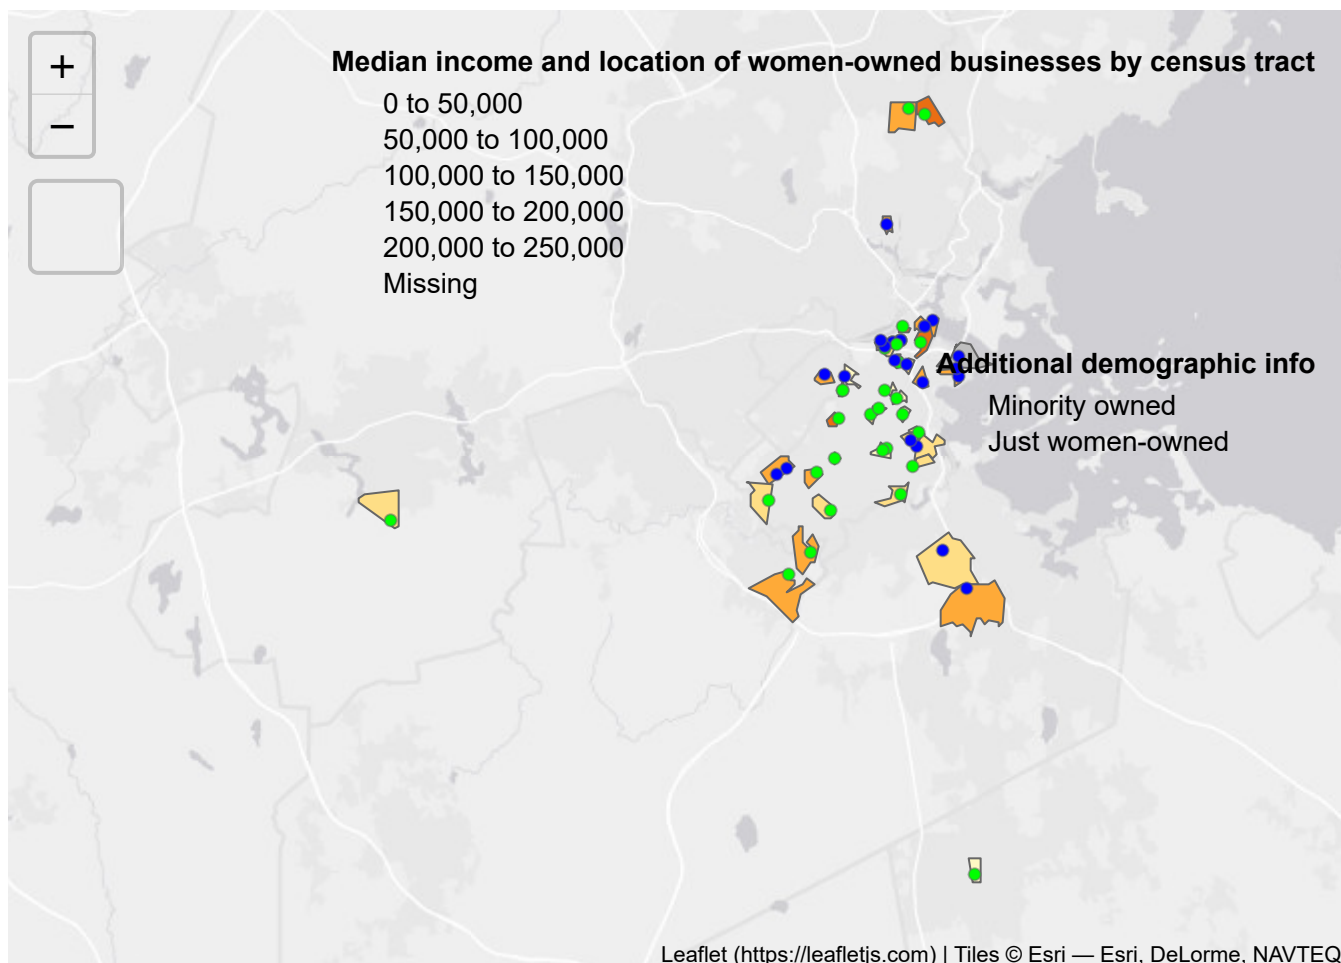 +
−
Median income and location of women-owned businesses by census tract
0 to 50,000
50,000 to 100,000
100,000 to 150,000
150,000 to 200,000
200,000 to 250,000
Missing
Additional demographic info
Minority owned
Just women-owned
Leaflet (https://leafletjs.com) | Tiles © Esri — Esri, DeLorme, NAVTEQ